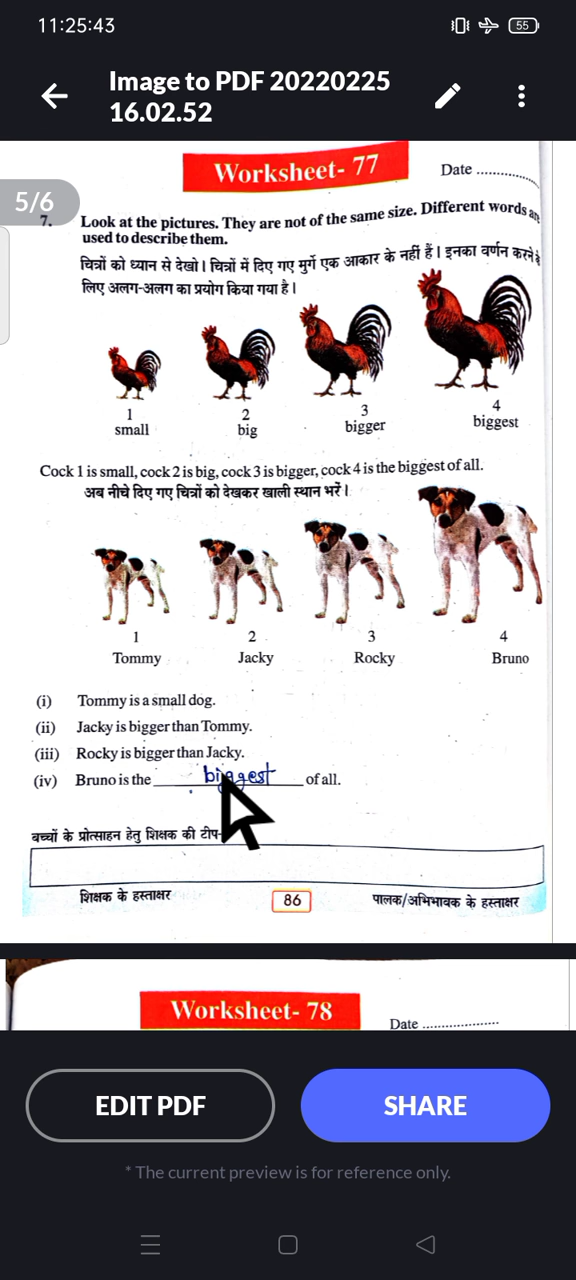 11:25:43
55
Image to PDF 20220225
16.02.52
Worksheet- 77
Date ..................
5/6
7. Look at the pictures. They are not of the same size. Different words are
used to describe them.
चित्रों को ध्यान से देखो। चित्रों में दिए गए मुर्गे एक आकार के नहीं हैं। इनका वर्णन करने के
लिए अलग-अलग का प्रयोग किया गया है।
1 2 3 4
small big bigger biggest
Cock 1 is small, cock 2 is big, cock 3 is bigger, cock 4 is the biggest of all.
अब नीचे दिए गए चित्रों को देखकर खाली स्थान भरें।
1 2 3 4
Tommy Jacky Rocky Bruno
(i) Tommy is a small dog.
(ii) Jacky is bigger than Tommy.
(iii) Rocky is bigger than Jacky.
(iv) Bruno is the biggest of all.
बच्चों के प्रोत्साहन हेतु शिक्षक की टीप-
शिक्षक के हस्ताक्षर 86 पालक/अभिभावक के हस्ताक्षर
Worksheet- 78
Date ..................
EDIT PDF SHARE
* The current preview is for reference only.